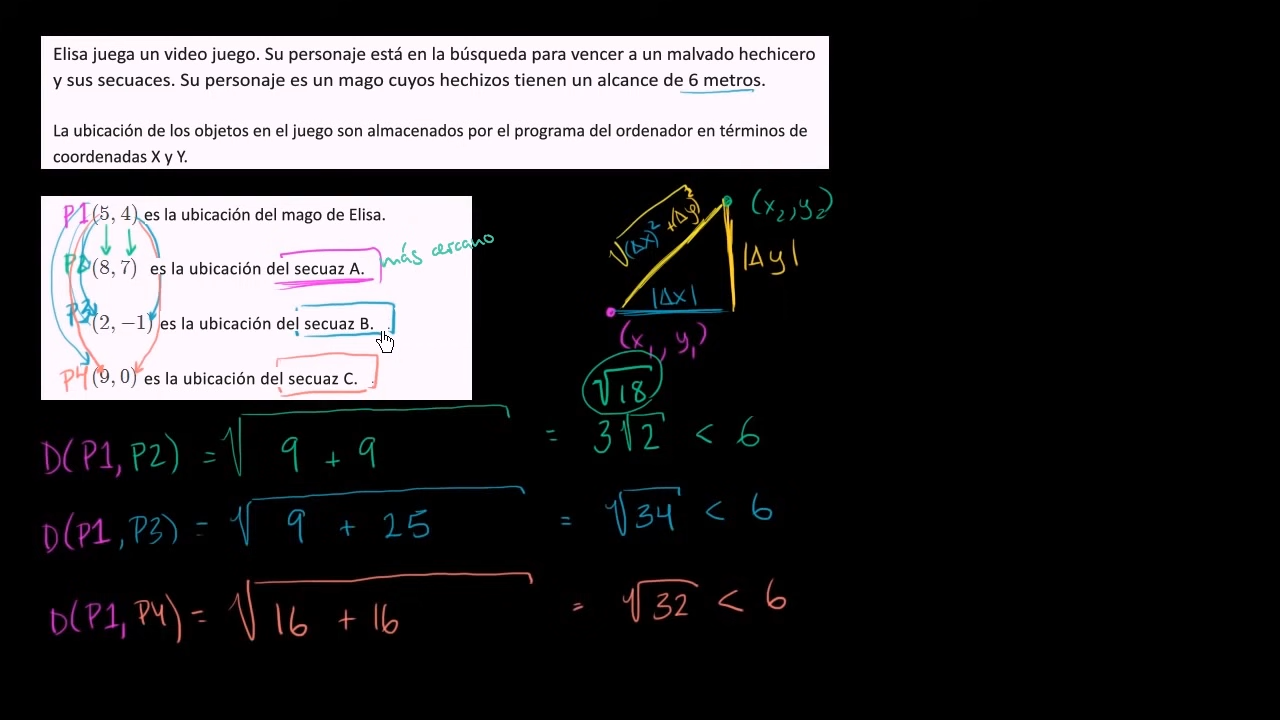 Elisa juega un video juego. Su personaje está en la búsqueda para vencer a un malvado hechicero
y sus secuaces. Su personaje es un mago cuyos hechizos tienen un alcance de 6 metros.
La ubicación de los objetos en el juego son almacenados por el programa del ordenador en términos de
coordenadas X y Y.
P1 (5, 4) es la ubicación del mago de Elisa.
más cercano
P2 (8, 7) es la ubicación del secuaz A.
P3 (2, −1) es la ubicación del secuaz B.
P4 (9, 0) es la ubicación del secuaz C.
(x₂, y₂)
√(Δx)² + (Δy)²
|Δy|
|Δx|
(x₁, y₁)
√18
D(P1, P2) = √9 + 9 = 3√2 < 6
D(P1, P3) = √9 + 25 = √34 < 6
D(P1, P4) = √16 + 16 = √32 < 6